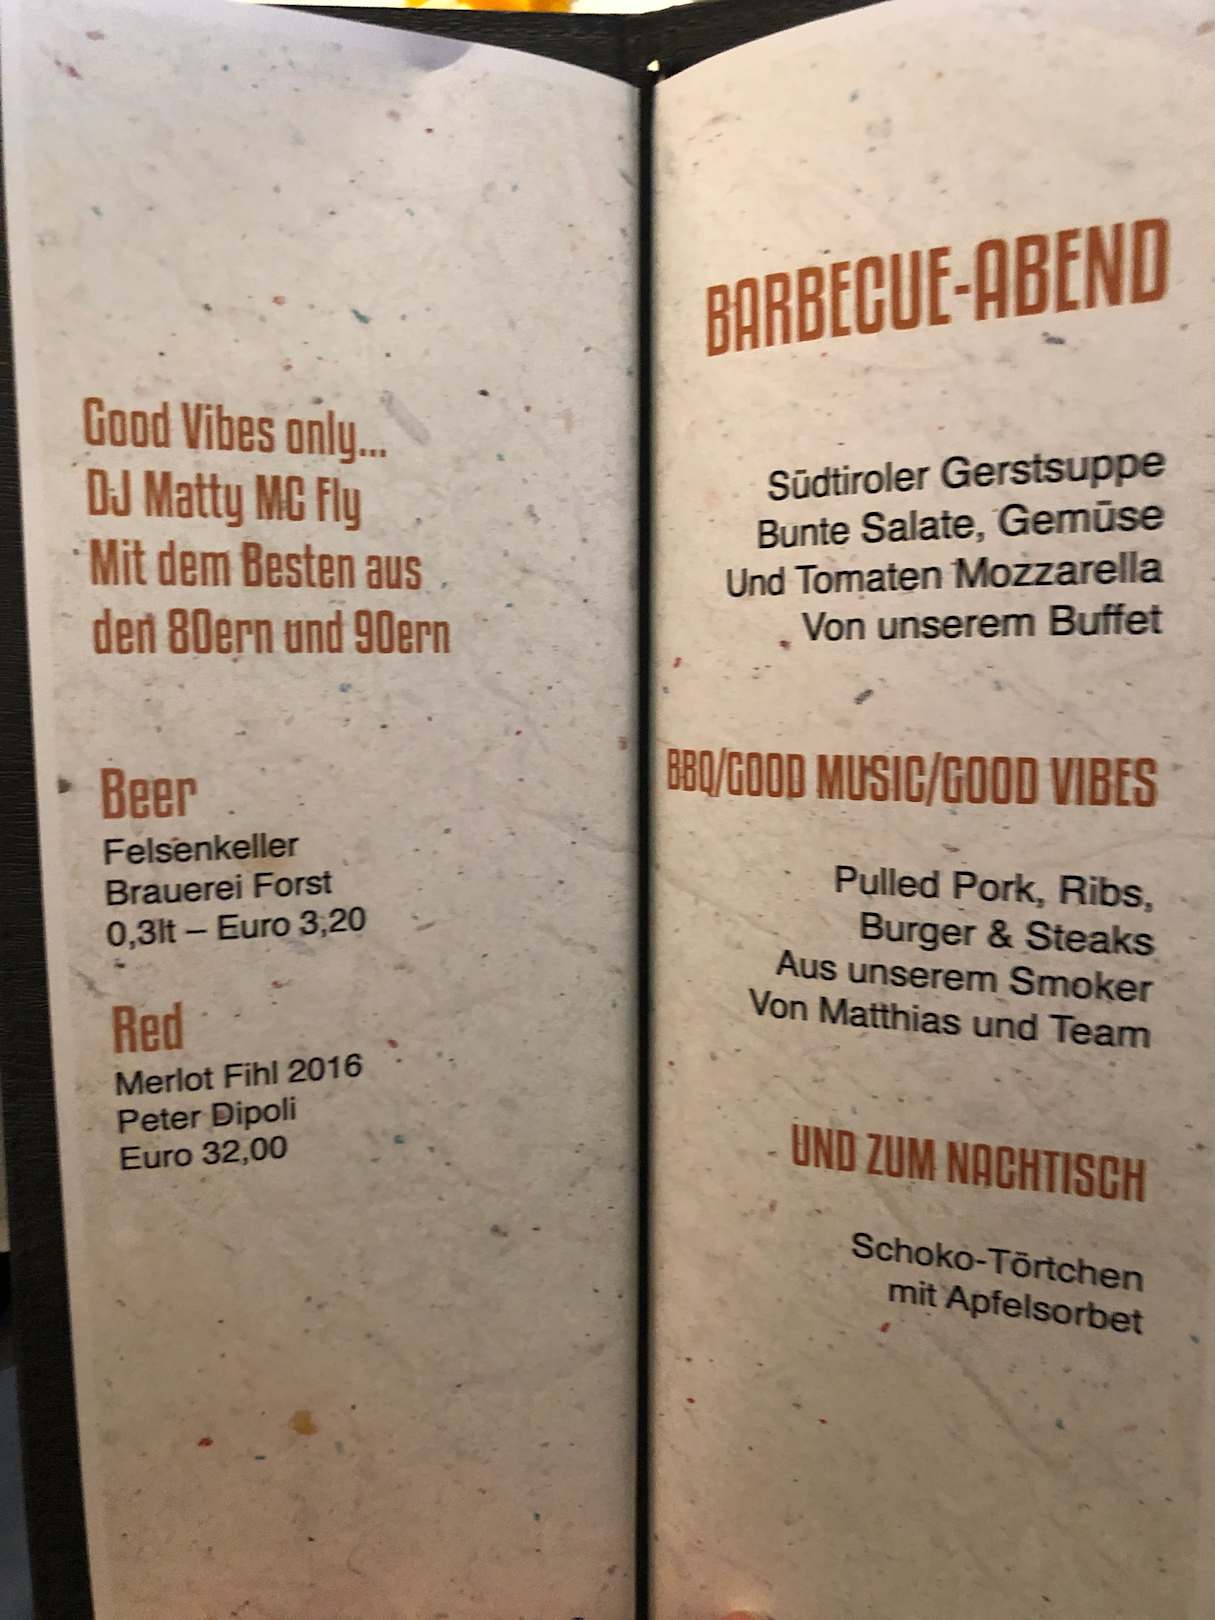 Good Vibes only...
DJ Matty MC Fly
Mit dem Besten aus
den 80ern und 90ern
Beer
Felsenkeller
Brauerei Forst
0,3lt – Euro 3,20
Red
Merlot Fihl 2016
Peter Dipoli
Euro 32,00
BARBECUE-ABEND
Südtiroler Gerstsuppe
Bunte Salate, Gemüse
Und Tomaten Mozzarella
Von unserem Buffet
BBQ/GOOD MUSIC/GOOD VIBES
Pulled Pork, Ribs,
Burger & Steaks
Aus unserem Smoker
Von Matthias und Team
UND ZUM NACHTISCH
Schoko-Törtchen
mit Apfelsorbet